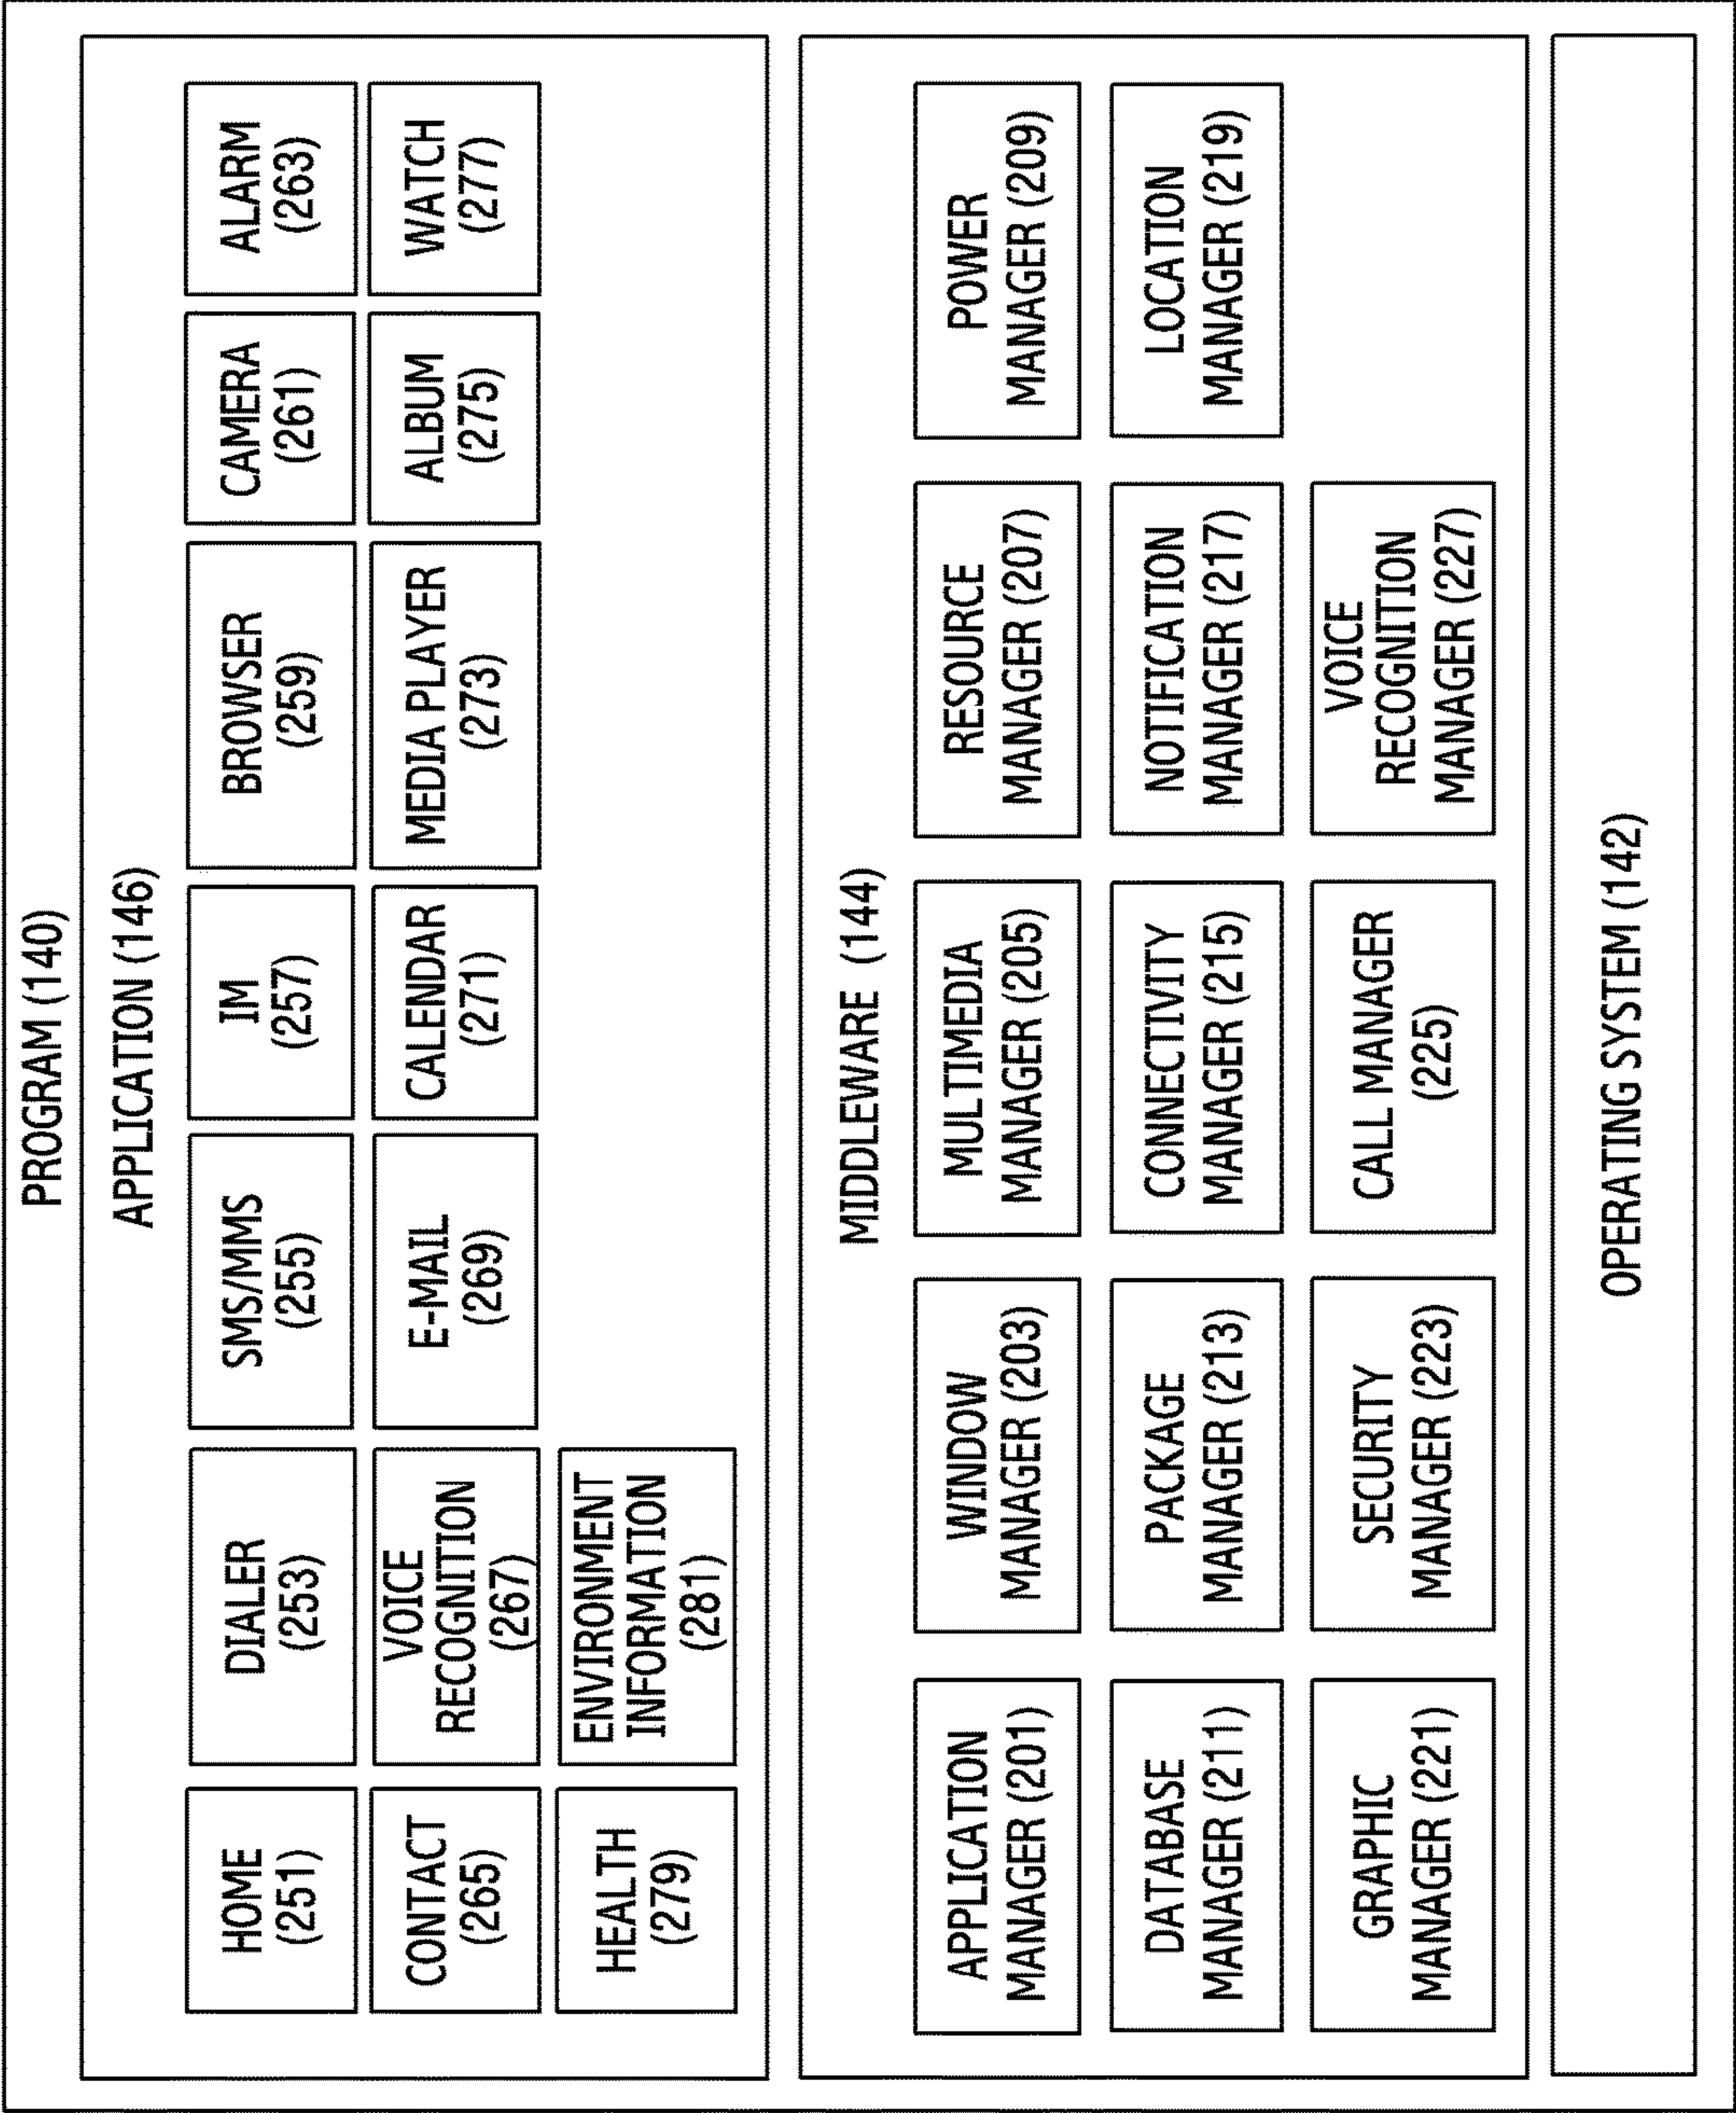 PROGRAM (140)
APPLICATION (146)
HOME
(251)
DIALER
(253)
SMS/MMS
(255)
IM
(257)
BROWSER
(259)
CAMERA
(261)
ALARM
(263)
CONTACT
(265)
VOICE
RECOGNITION
(267)
E-MAIL
(269)
CALENDAR
(271)
MEDIA PLAYER
(273)
ALBUM
(275)
WATCH
(277)
HEALTH
(279)
ENVIRONMENT
INFORMATION
(281)
MIDDLEWARE (144)
APPLICATION
MANAGER (201)
WINDOW
MANAGER (203)
MULTIMEDIA
MANAGER (205)
RESOURCE
MANAGER (207)
POWER
MANAGER (209)
DATABASE
MANAGER (211)
PACKAGE
MANAGER (213)
CONNECTIVITY
MANAGER (215)
NOTIFICATION
MANAGER (217)
LOCATION
MANAGER (219)
GRAPHIC
MANAGER (221)
SECURITY
MANAGER (223)
CALL MANAGER
(225)
VOICE
RECOGNITION
MANAGER (227)
OPERATING SYSTEM (142)